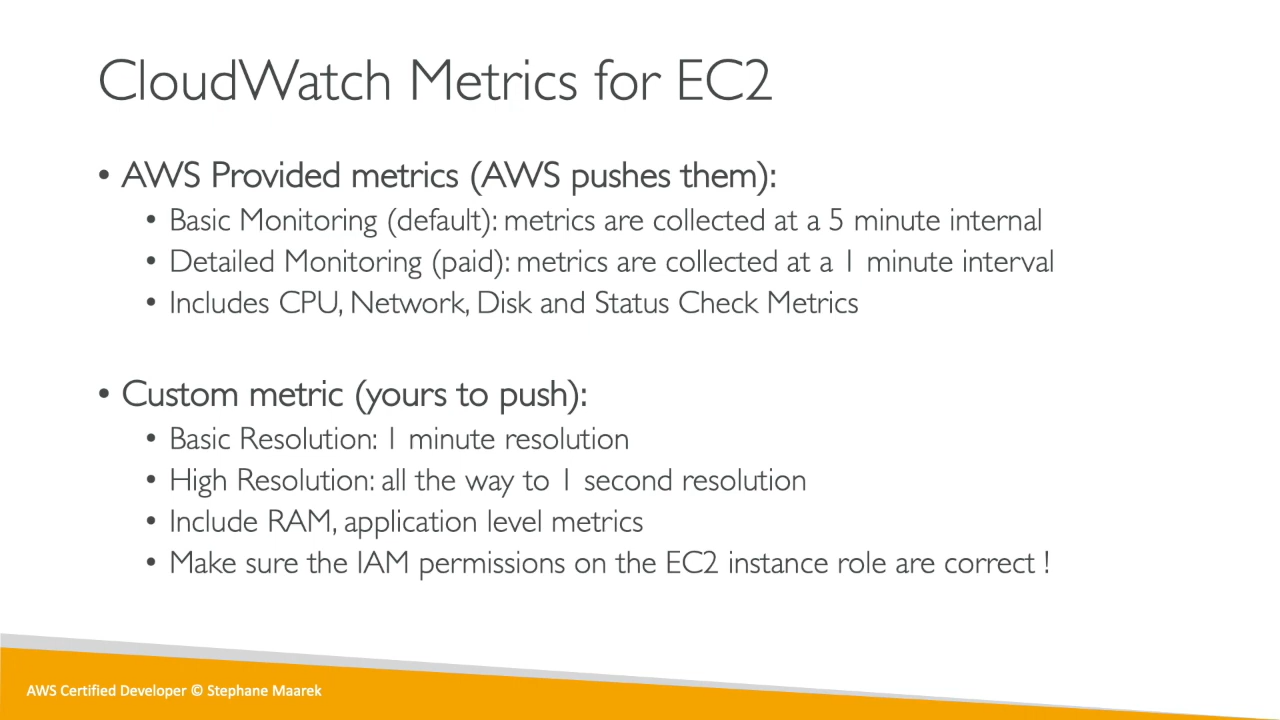 CloudWatch Metrics for EC2
• AWS Provided metrics (AWS pushes them):
• Basic Monitoring (default): metrics are collected at a 5 minute internal
• Detailed Monitoring (paid): metrics are collected at a 1 minute interval
• Includes CPU, Network, Disk and Status Check Metrics
• Custom metric (yours to push):
• Basic Resolution: 1 minute resolution
• High Resolution: all the way to 1 second resolution
• Include RAM, application level metrics
• Make sure the IAM permissions on the EC2 instance role are correct !
AWS Certified Developer © Stephane Maarek